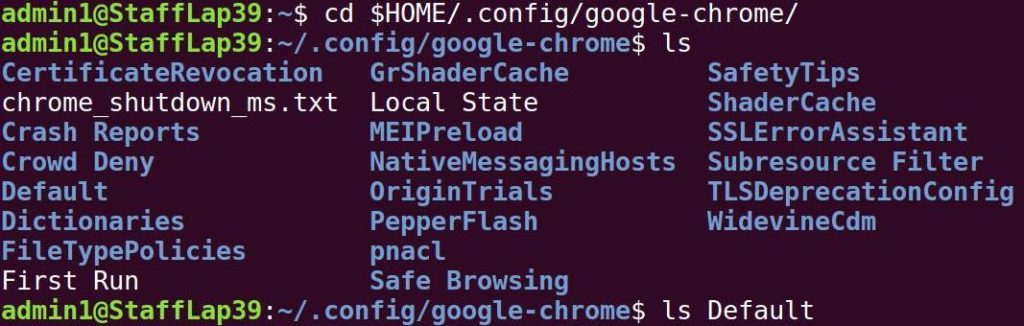 admin1@StaffLap39:~$ cd $HOME/.config/google-chrome/
admin1@StaffLap39:~/.config/google-chrome$ ls
CertificateRevocation GrShaderCache SafetyTips
chrome_shutdown_ms.txt Local State ShaderCache
Crash Reports MEIPreload SSLErrorAssistant
Crowd Deny NativeMessagingHosts Subresource Filter
Default OriginTrials TLSDeprecationConfig
Dictionaries PepperFlash WidevineCdm
FileTypePolicies pnacl
First Run Safe Browsing
admin1@StaffLap39:~/.config/google-chrome$ ls Default